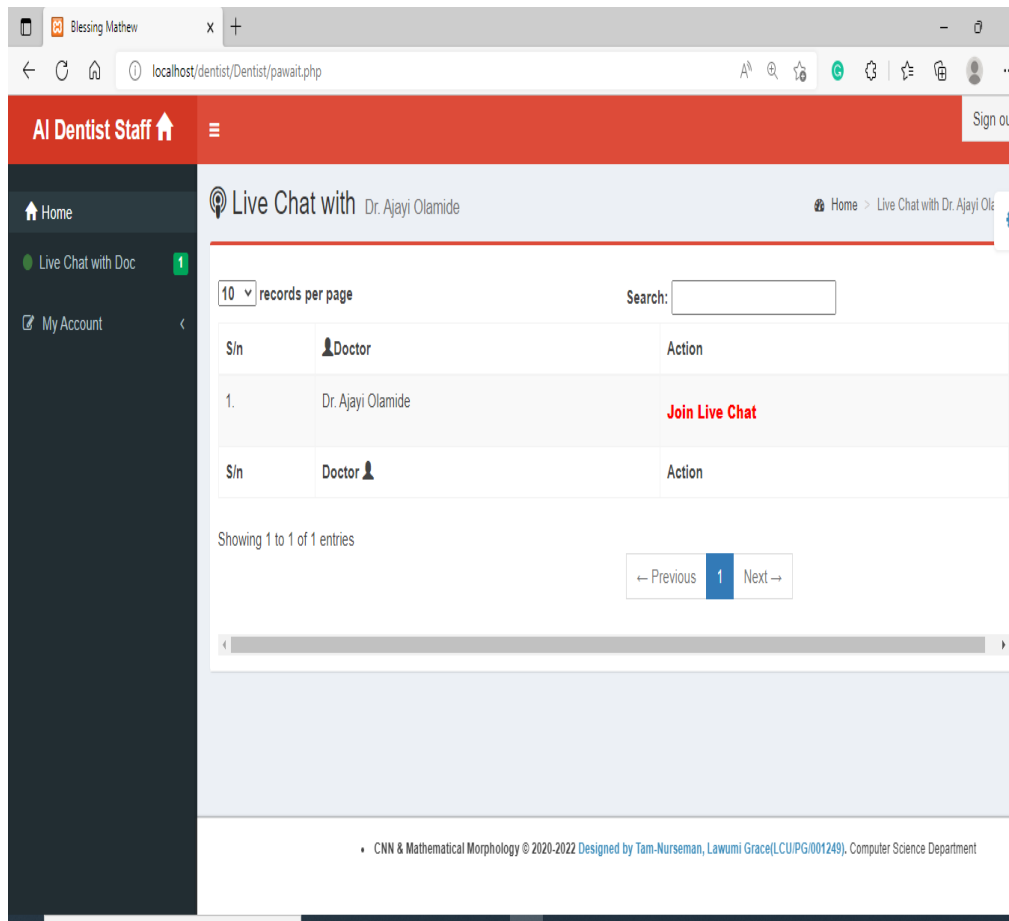 Blessing Mathew
localhost/dentist/Dentist/pawait.php
AI Dentist Staff
Sign ou
Home
Live Chat with Doc 1
My Account
Live Chat with Dr. Ajayi Olamide
Home > Live Chat with Dr. Ajayi Ola
10 records per page
Search:
S/n Doctor Action
1. Dr. Ajayi Olamide Join Live Chat
S/n Doctor Action
Showing 1 to 1 of 1 entries
← Previous 1 Next →
• CNN & Mathematical Morphology © 2020-2022 Designed by Tam-Nurseman, Lawumi Grace(LCU/PG/001249). Computer Science Department